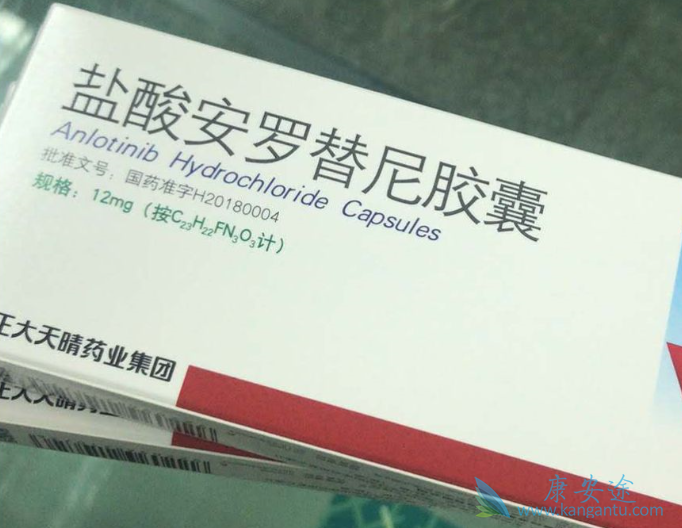 盐酸安罗替尼胶囊
Anlotinib Hydrochloride Capsules
批准文号：国药准字H20180004
规格：12mg（按C₂₃H₂₂FN₃O₃计）
正大天晴药业集团
大天晴
康安途
www.kangantu.com